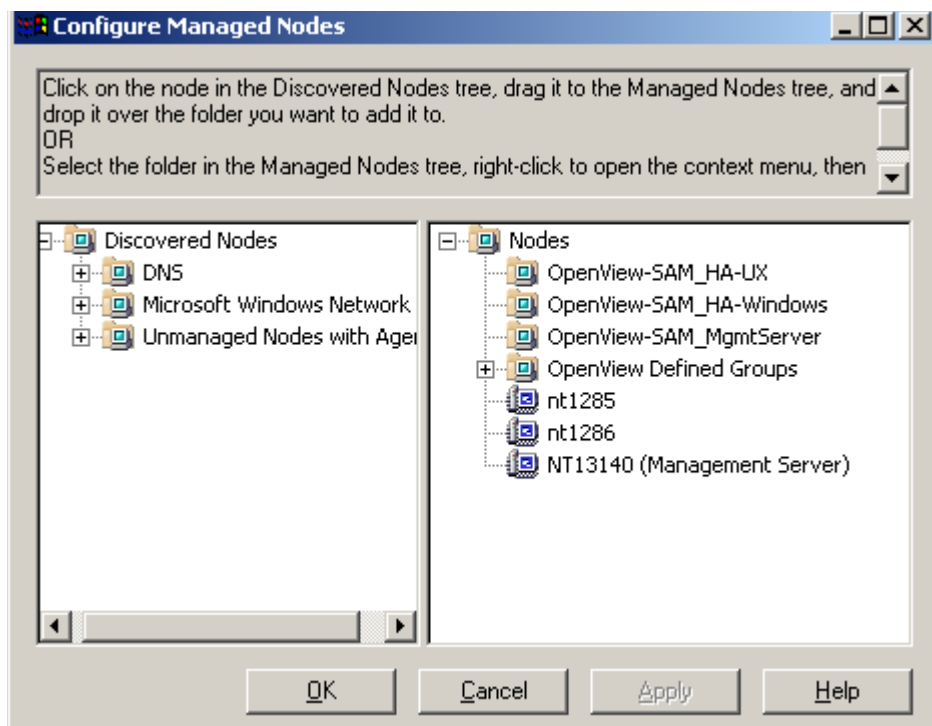 Configure Managed Nodes
Click on the node in the Discovered Nodes tree, drag it to the Managed Nodes tree, and
drop it over the folder you want to add it to.
OR
Select the folder in the Managed Nodes tree, right-click to open the context menu, then
Discovered Nodes
DNS
Microsoft Windows Network
Unmanaged Nodes with Agen
Nodes
OpenView-SAM_HA-UX
OpenView-SAM_HA-Windows
OpenView-SAM_MgmtServer
OpenView Defined Groups
nt1285
nt1286
NT13140 (Management Server)
OK
Cancel
Apply
Help